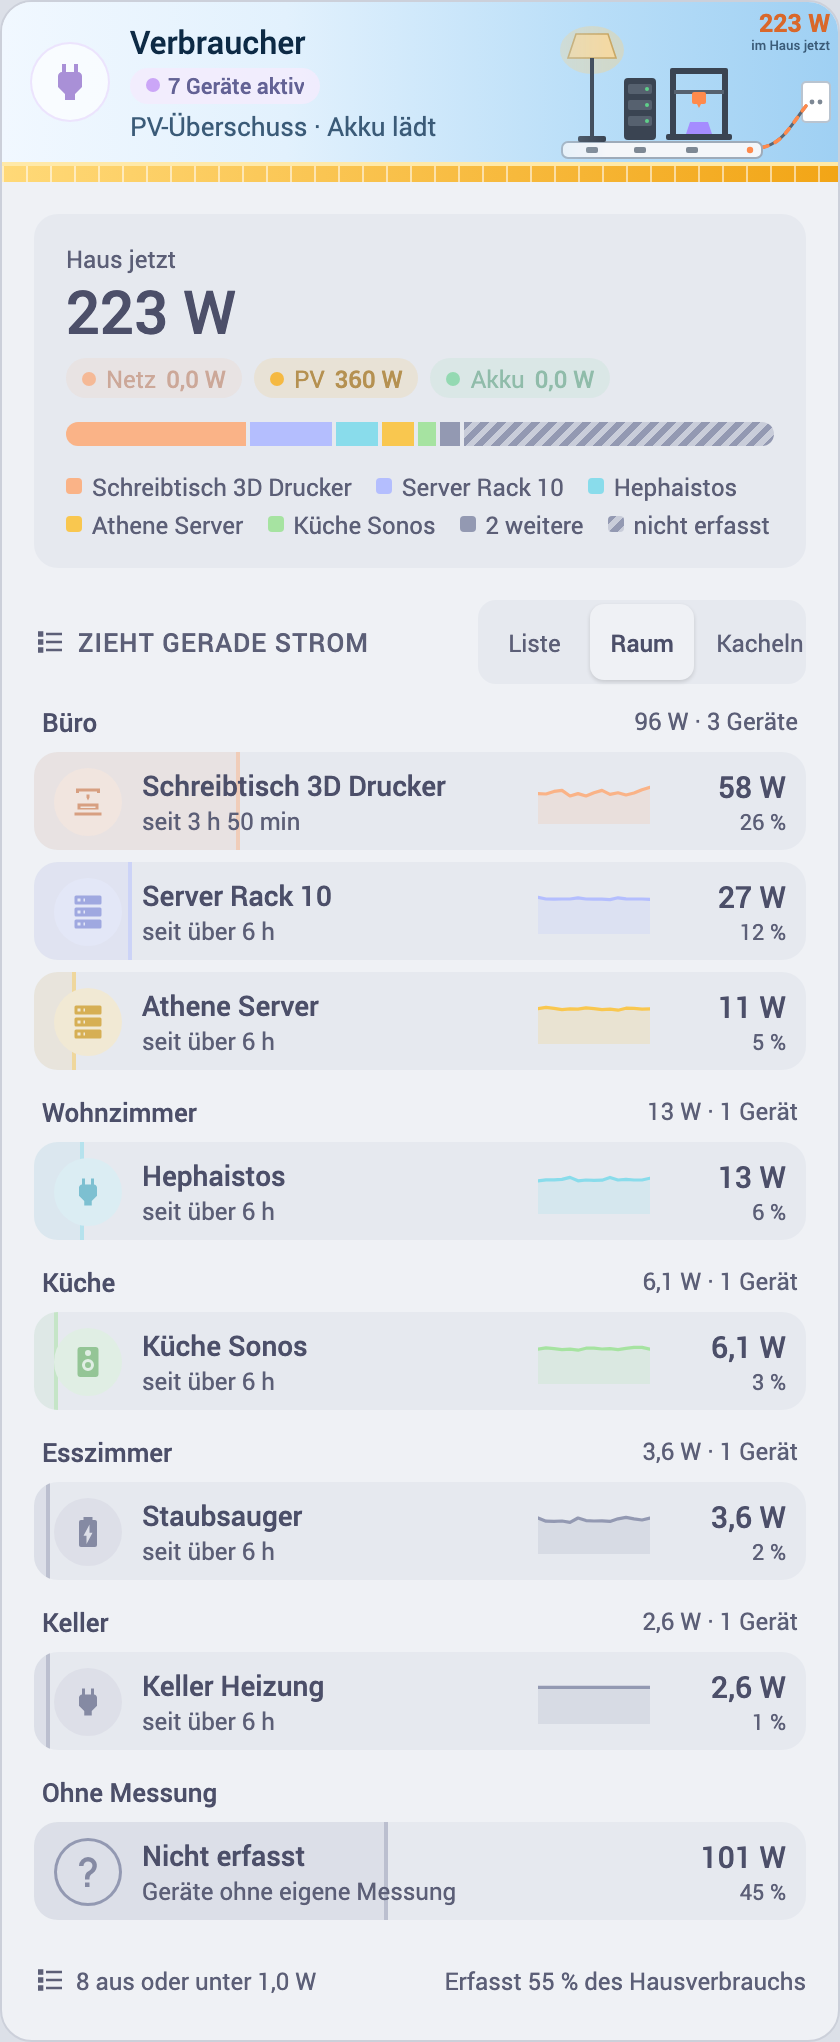 Verbraucher
7 Geräte aktiv
PV-Überschuss · Akku lädt
223 W
im Haus jetzt
Haus jetzt
223 W
Netz 0,0 W
PV 360 W
Akku 0,0 W
Schreibtisch 3D Drucker
Server Rack 10
Hephaistos
Athene Server
Küche Sonos
2 weitere
nicht erfasst
ZIEHT GERADE STROM
Liste
Raum
Kacheln
Büro
96 W · 3 Geräte
Schreibtisch 3D Drucker
58 W
seit 3 h 50 min
26 %
Server Rack 10
27 W
seit über 6 h
12 %
Athene Server
11 W
seit über 6 h
5 %
Wohnzimmer
13 W · 1 Gerät
Hephaistos
13 W
seit über 6 h
6 %
Küche
6,1 W · 1 Gerät
Küche Sonos
6,1 W
seit über 6 h
3 %
Esszimmer
3,6 W · 1 Gerät
Staubsauger
3,6 W
seit über 6 h
2 %
Keller
2,6 W · 1 Gerät
Keller Heizung
2,6 W
seit über 6 h
1 %
Ohne Messung
?
Nicht erfasst
101 W
Geräte ohne eigene Messung
45 %
8 aus oder unter 1,0 W
Erfasst 55 % des Hausverbrauchs